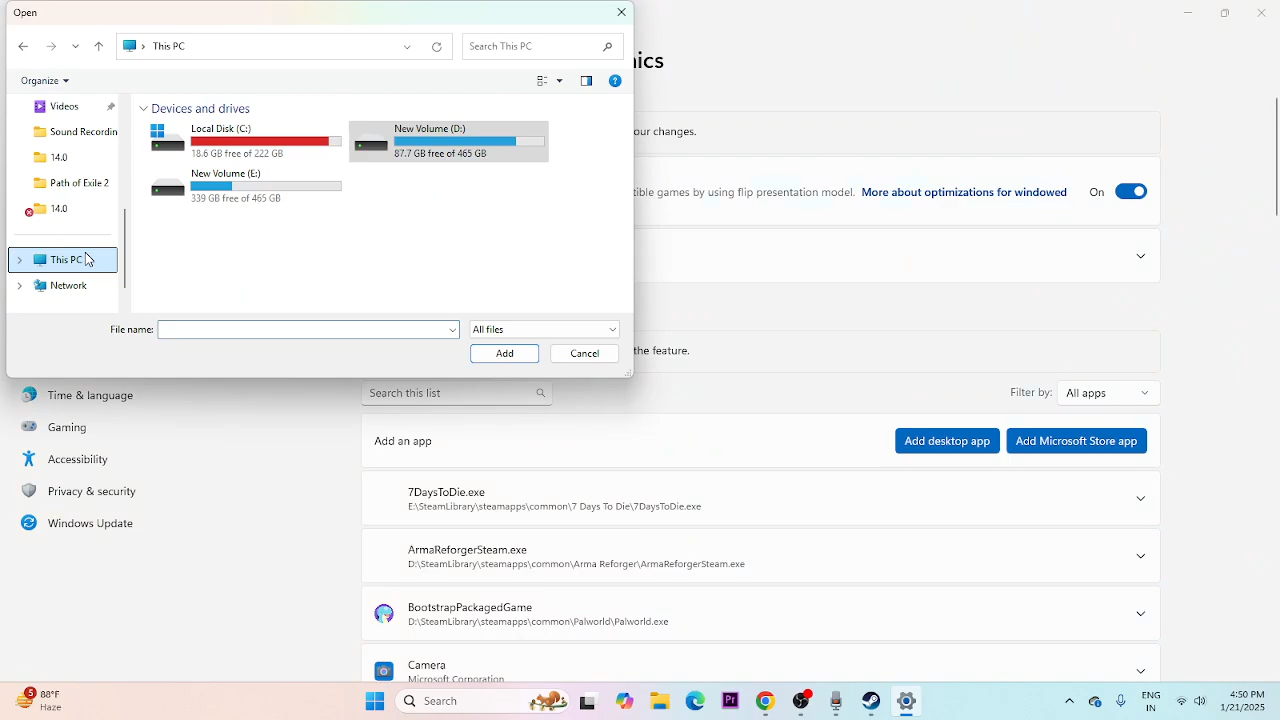 Open
This PC
Search This PC
Organize
Videos
Sound Recordin
14.0
Path of Exile 2
14.0
This PC
Network
Devices and drives
Local Disk (C:)
18.6 GB free of 222 GB
New Volume (D:)
87.7 GB free of 465 GB
New Volume (E:)
339 GB free of 465 GB
File name:
All files
Add
Cancel
ics
our changes.
tible games by using flip presentation model. More about optimizations for windowed
On
the feature.
Time & language
Gaming
Accessibility
Privacy & security
Windows Update
Search this list
Filter by: All apps
Add an app
Add desktop app
Add Microsoft Store app
7DaysToDie.exe
E:\SteamLibrary\steamapps\common\7 Days To Die\7DaysToDie.exe
ArmaReforgerSteam.exe
D:\SteamLibrary\steamapps\common\Arma Reforger\ArmaReforgerSteam.exe
BootstrapPackagedGame
D:\SteamLibrary\steamapps\common\Palworld\Palworld.exe
Camera
Microsoft Corporation
5
88°F
Haze
Search
Pr
ENG
IN
4:50 PM
1/21/2025